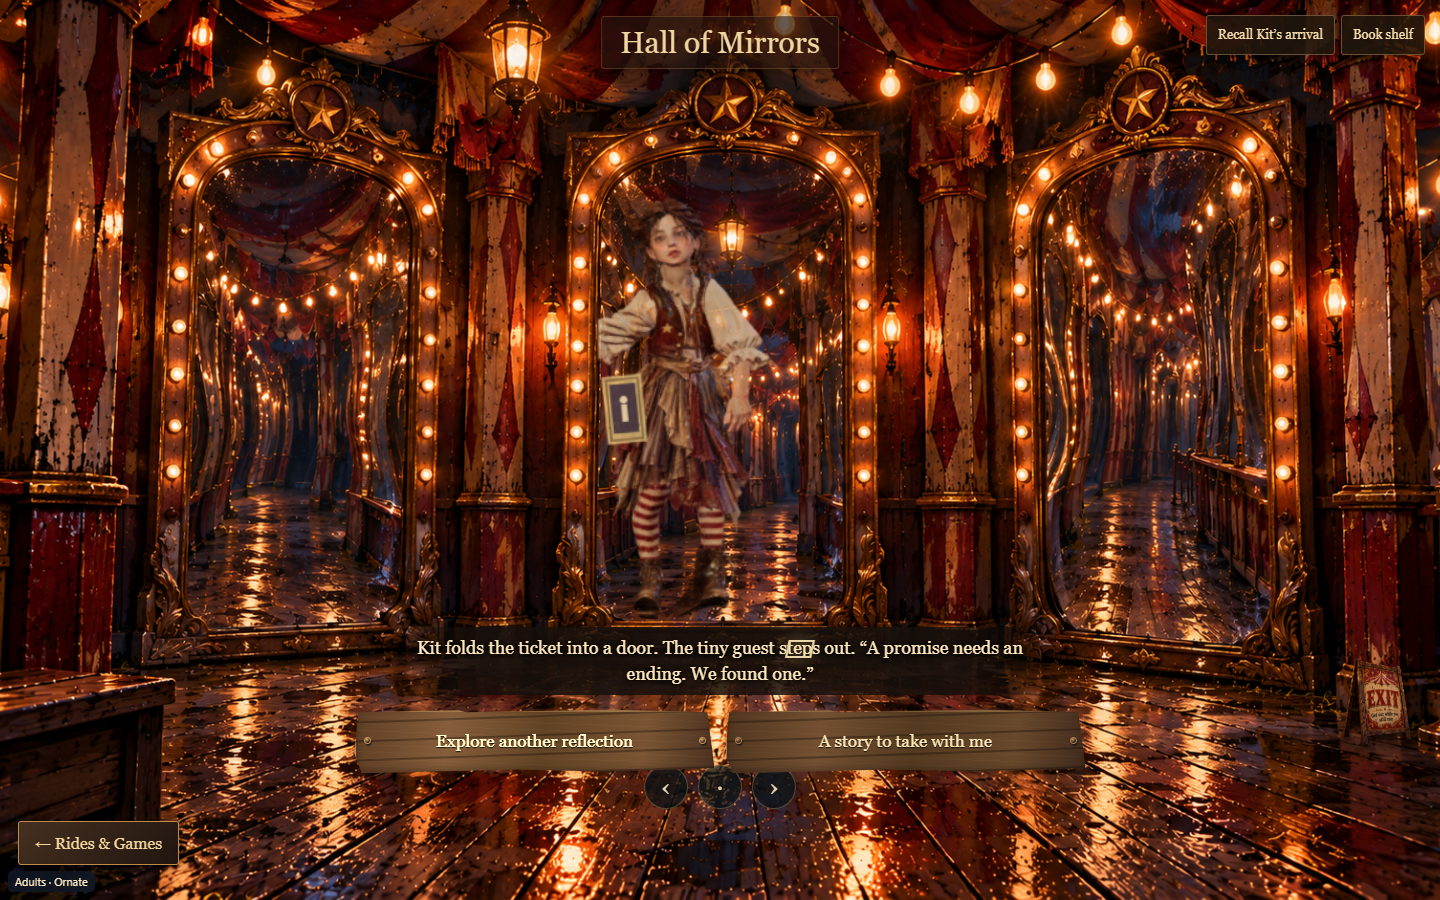 Hall of Mirrors
Recall Kit's arrival
Book shelf
i
Kit folds the ticket into a door. The tiny guest steps out. “A promise needs an
ending. We found one.”
EXIT
Explore another reflection
A story to take with me
← Rides & Games
Adults · Ornate